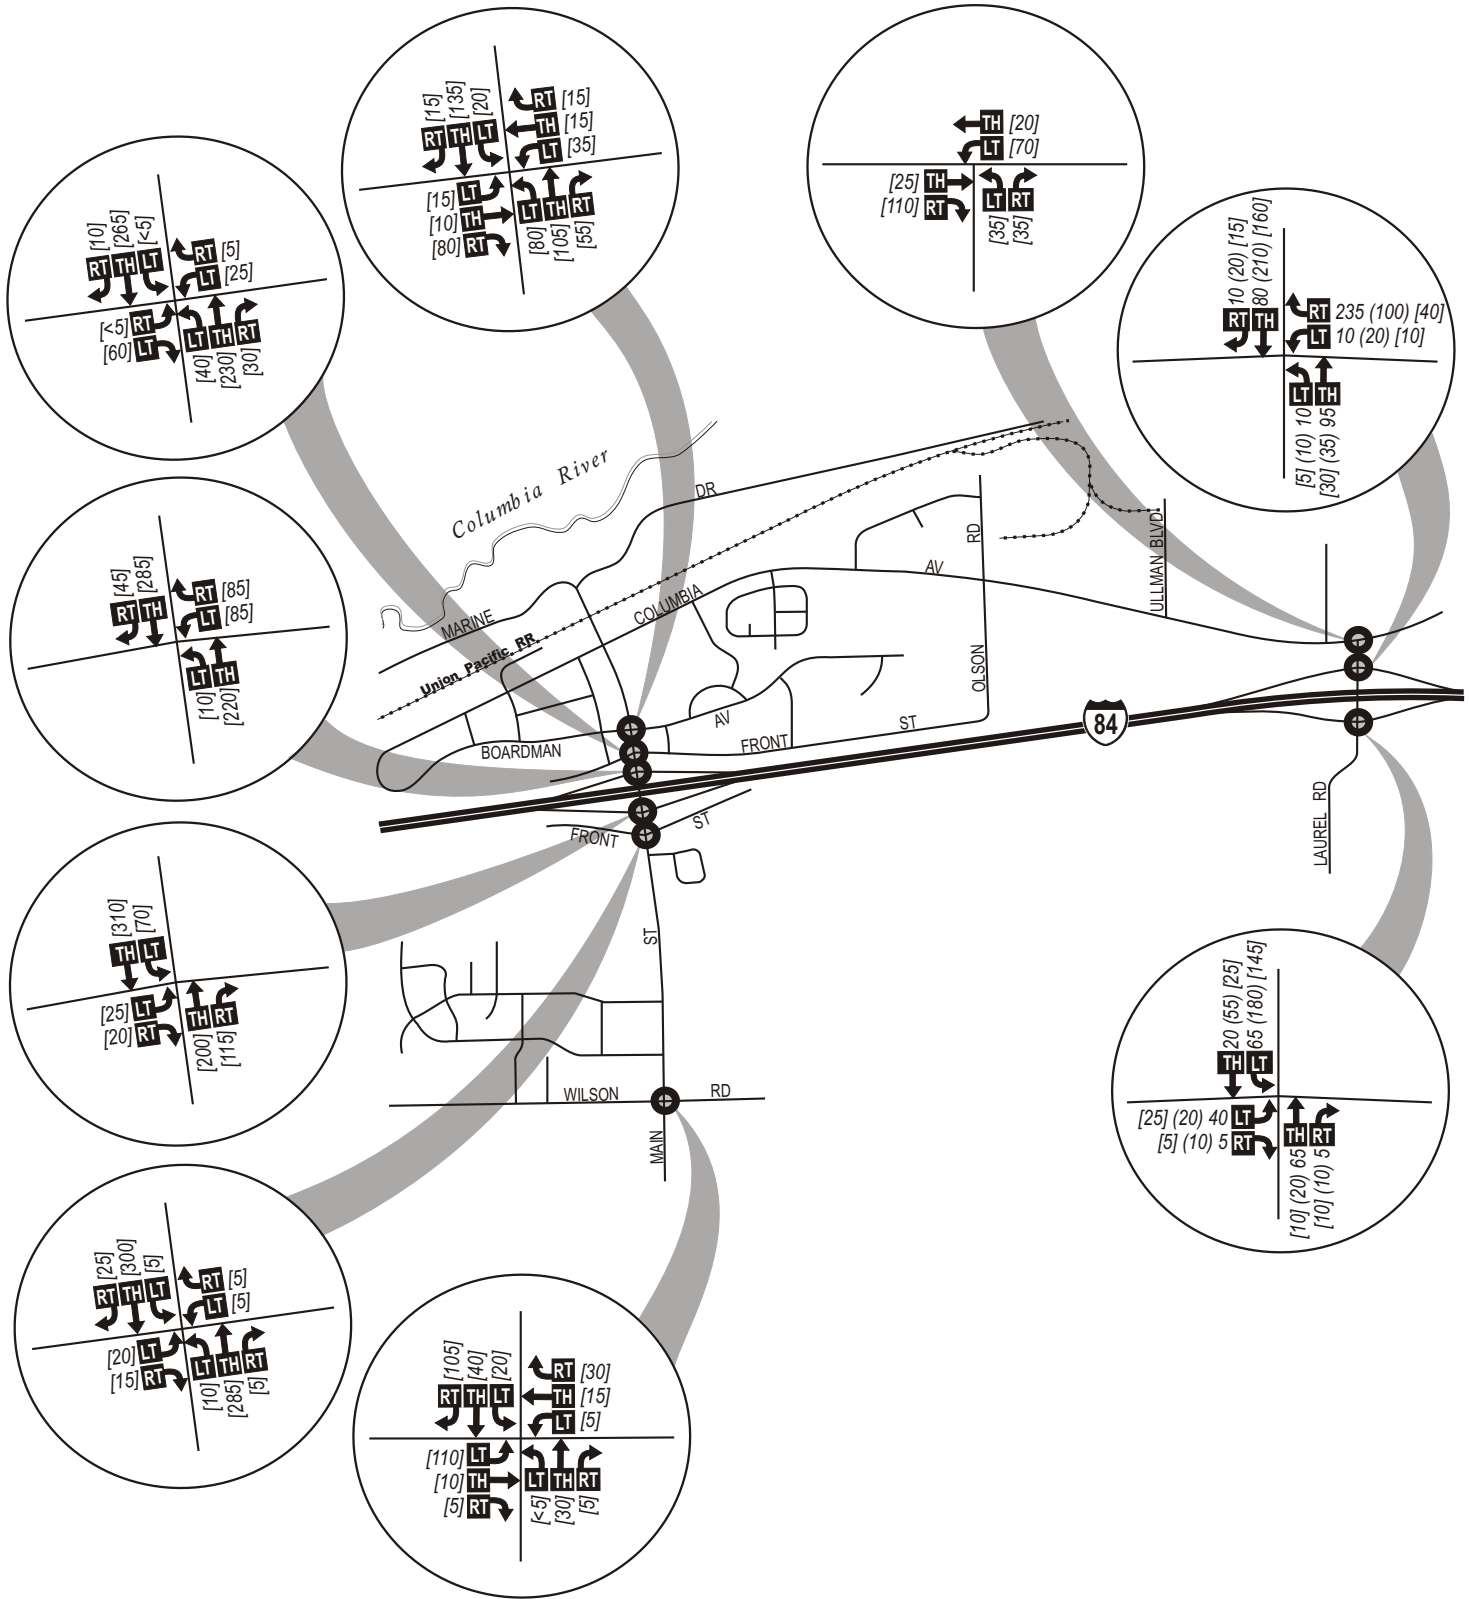 [15]
[135]
[20]
RT
TH
LT
RT [15]
TH [15]
LT [35]
[15] LT
[10] TH
[80] RT
LT
TH
RT
[80]
[105]
[55]
TH [20]
LT [70]
[25] TH
[110] RT
LT
RT
[35]
[35]
[10]
[265]
[<5]
RT
TH
LT
RT [5]
LT [25]
[<5] RT
[60] LT
LT
TH
RT
[40]
[230]
[30]
10 (20) [15]
80 (210) [160]
RT
TH
RT 235 (100) [40]
LT 10 (20) [10]
LT
TH
[5] (10) 10
[30] (35) 95
[45]
[285]
RT
TH
RT [85]
LT [85]
LT
TH
[10]
[220]
Columbia River
MARINE
DR
Union Pacific RR
COLUMBIA
AV
RD
OLSON
ULLMAN BLVD
BOARDMAN
AV
FRONT
ST
84
FRONT
ST
LAUREL RD
ST
WILSON
RD
MAIN
[310]
[70]
TH
LT
[25] LT
[20] RT
TH
RT
[200]
[115]
20 (55) [25]
65 (180) [145]
TH
LT
[25] (20) 40 LT
[5] (10) 5 RT
TH
RT
[10] (20) 65
[10] (10) 5
[25]
[300]
[5]
RT
TH
LT
RT [5]
LT [5]
[20] LT
[15] RT
LT
TH
RT
[10]
[285]
[5]
[105]
[40]
[20]
RT
TH
LT
RT [30]
TH [15]
LT [5]
[110] LT
[10] TH
[5] RT
LT
TH
RT
[<5]
[30]
[5]